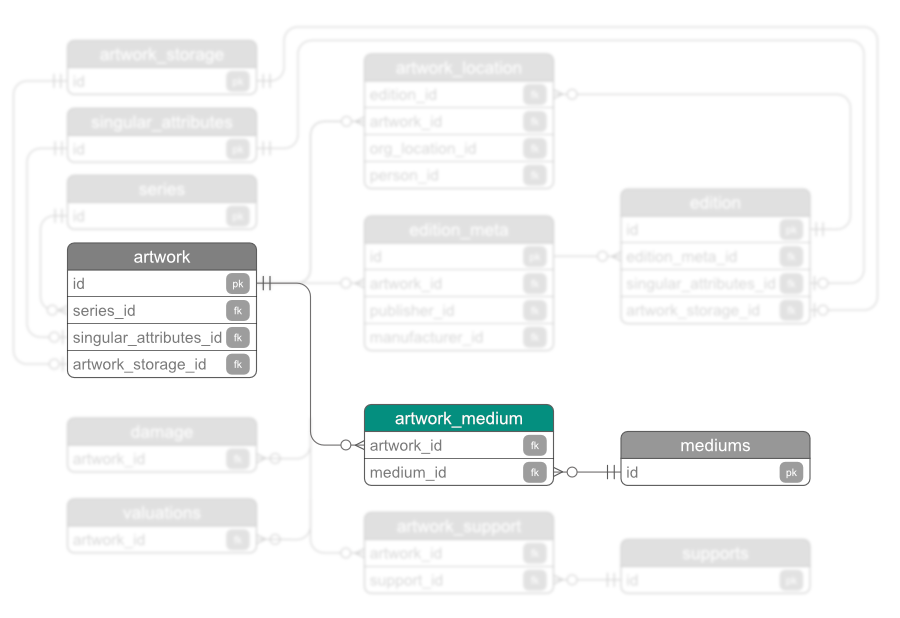 artwork_storage
id pk
singular_attributes
id pk
series
id pk
artwork
id pk
series_id fk
singular_attributes_id fk
artwork_storage_id fk
damage
artwork_id fk
valuations
artwork_id fk
artwork_location
edition_id fk
artwork_id fk
org_location_id fk
person_id fk
edition_meta
id pk
artwork_id fk
publisher_id fk
manufacturer_id fk
artwork_medium
artwork_id fk
medium_id fk
artwork_support
artwork_id fk
support_id fk
edition
id pk
edition_meta_id fk
singular_attributes_id fk
artwork_storage_id fk
mediums
id pk
supports
id pk